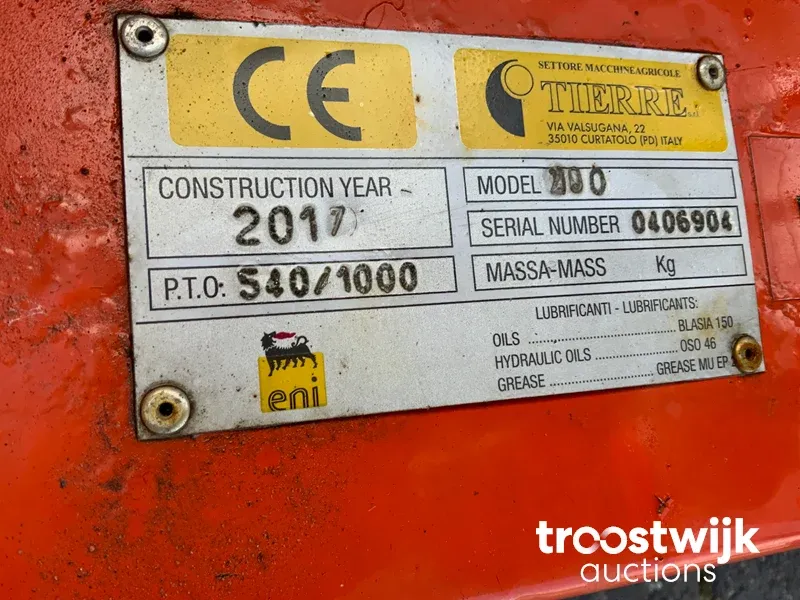 CE
SETTORE MACCHINEAGRICOLE
TIERRE s.r.l.
VIA VALSUGANA, 22
35010 CURTATOLO (PD) ITALY
CONSTRUCTION YEAR
2017
P.T.O: 540/1000
MODEL
SERIAL NUMBER 0406904
MASSA-MASS Kg
LUBRIFICANTI - LUBRIFICANTS:
OILS ........................ BLASIA 150
HYDRAULIC OILS .................. OSO 46
GREASE ........................ GREASE MU EP
eni
troostwijk
auctions